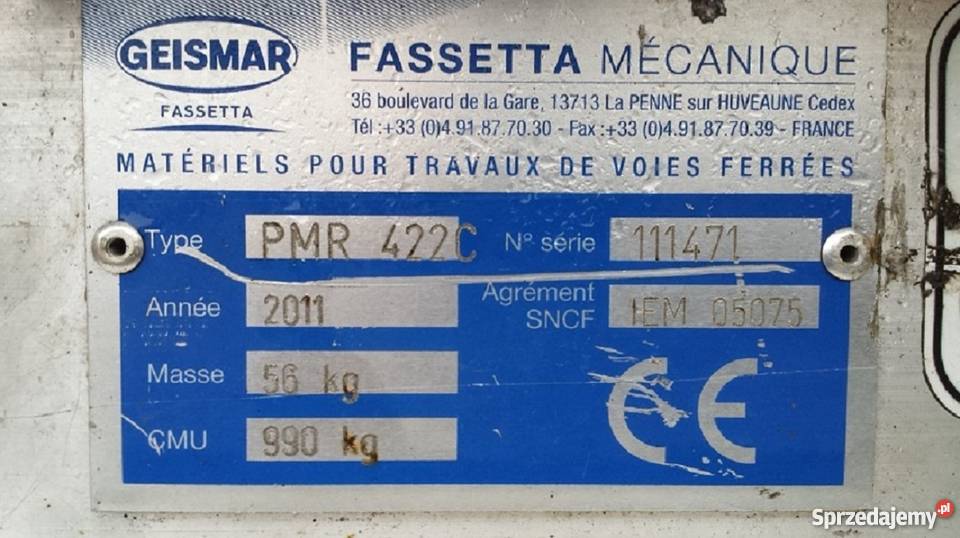 GEISMAR
FASSETTA
FASSETTA MÉCANIQUE
36 boulevard de la Gare, 13713 La PENNE sur HUVEAUNE Cedex
Tél :+33 (0)4.91.87.70.30 - Fax :+33 (0)4.91.87.70.39 - FRANCE
MATÉRIELS POUR TRAVAUX DE VOIES FERRÉES
Type PMR 422C N° série 111471
Année 2011 Agrément SNCF IEM 05075
Masse 56 kg
CMU 990 kg
CE
Sprzedajemy.pl